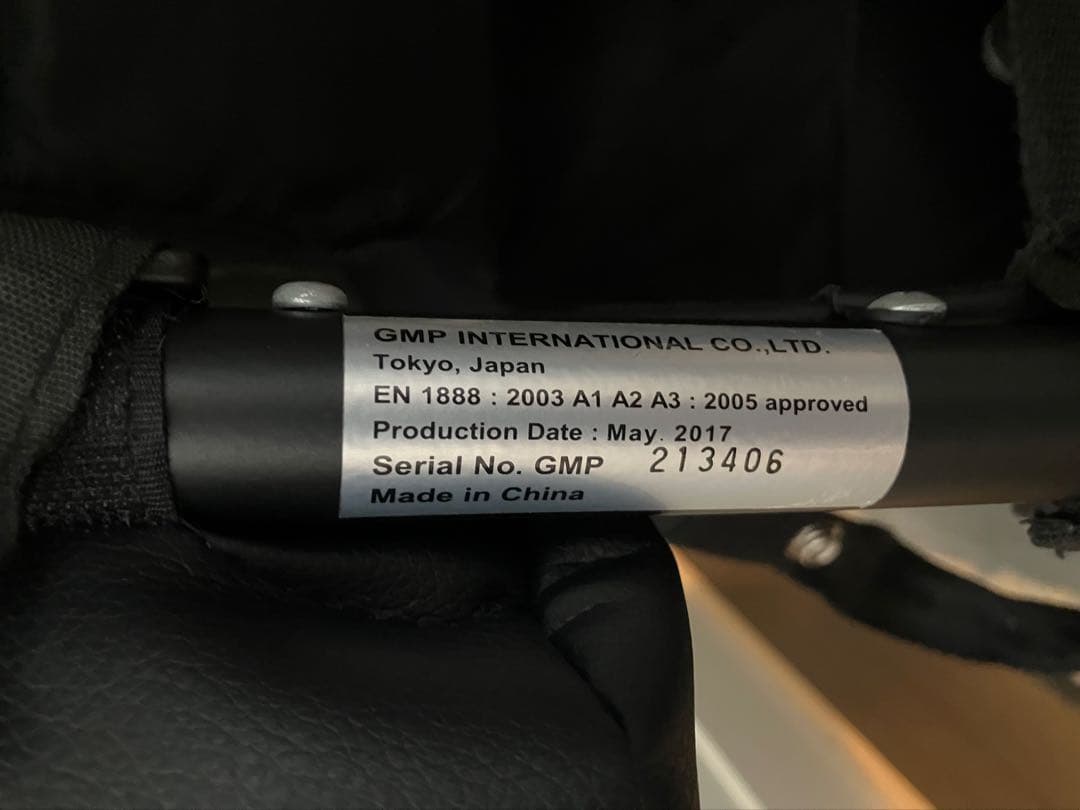 GMP INTERNATIONAL CO.,LTD.
Tokyo, Japan
EN 1888 : 2003 A1 A2 A3 : 2005 approved
Production Date : May. 2017
Serial No. GMP 213406
Made in China